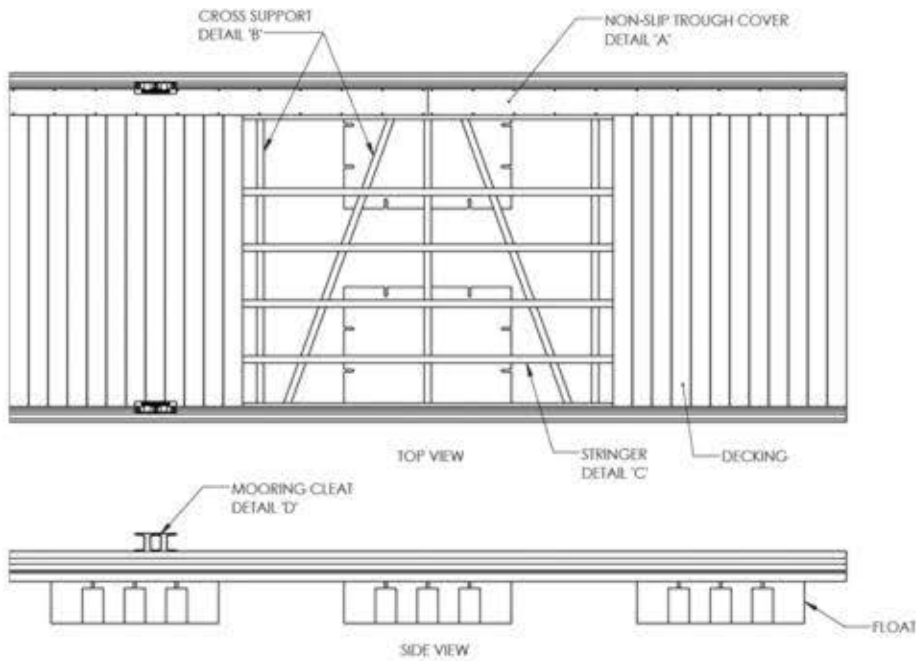 CROSS SUPPORT
DETAIL 'B'
NON-SLIP TROUGH COVER
DETAIL 'A'
TOP VIEW
STRINGER
DETAIL 'C'
DECKING
MOORING CLEAT
DETAIL 'D'
FLOAT
SIDE VIEW